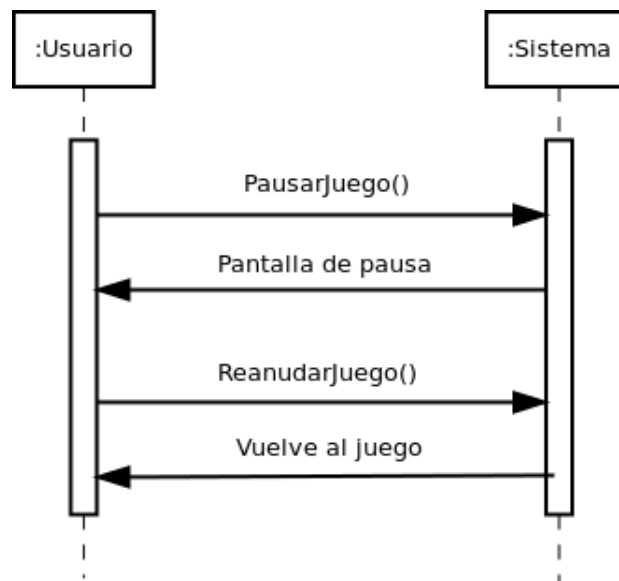 :Usuario
:Sistema
PausarJuego()
Pantalla de pausa
ReanudarJuego()
Vuelve al juego